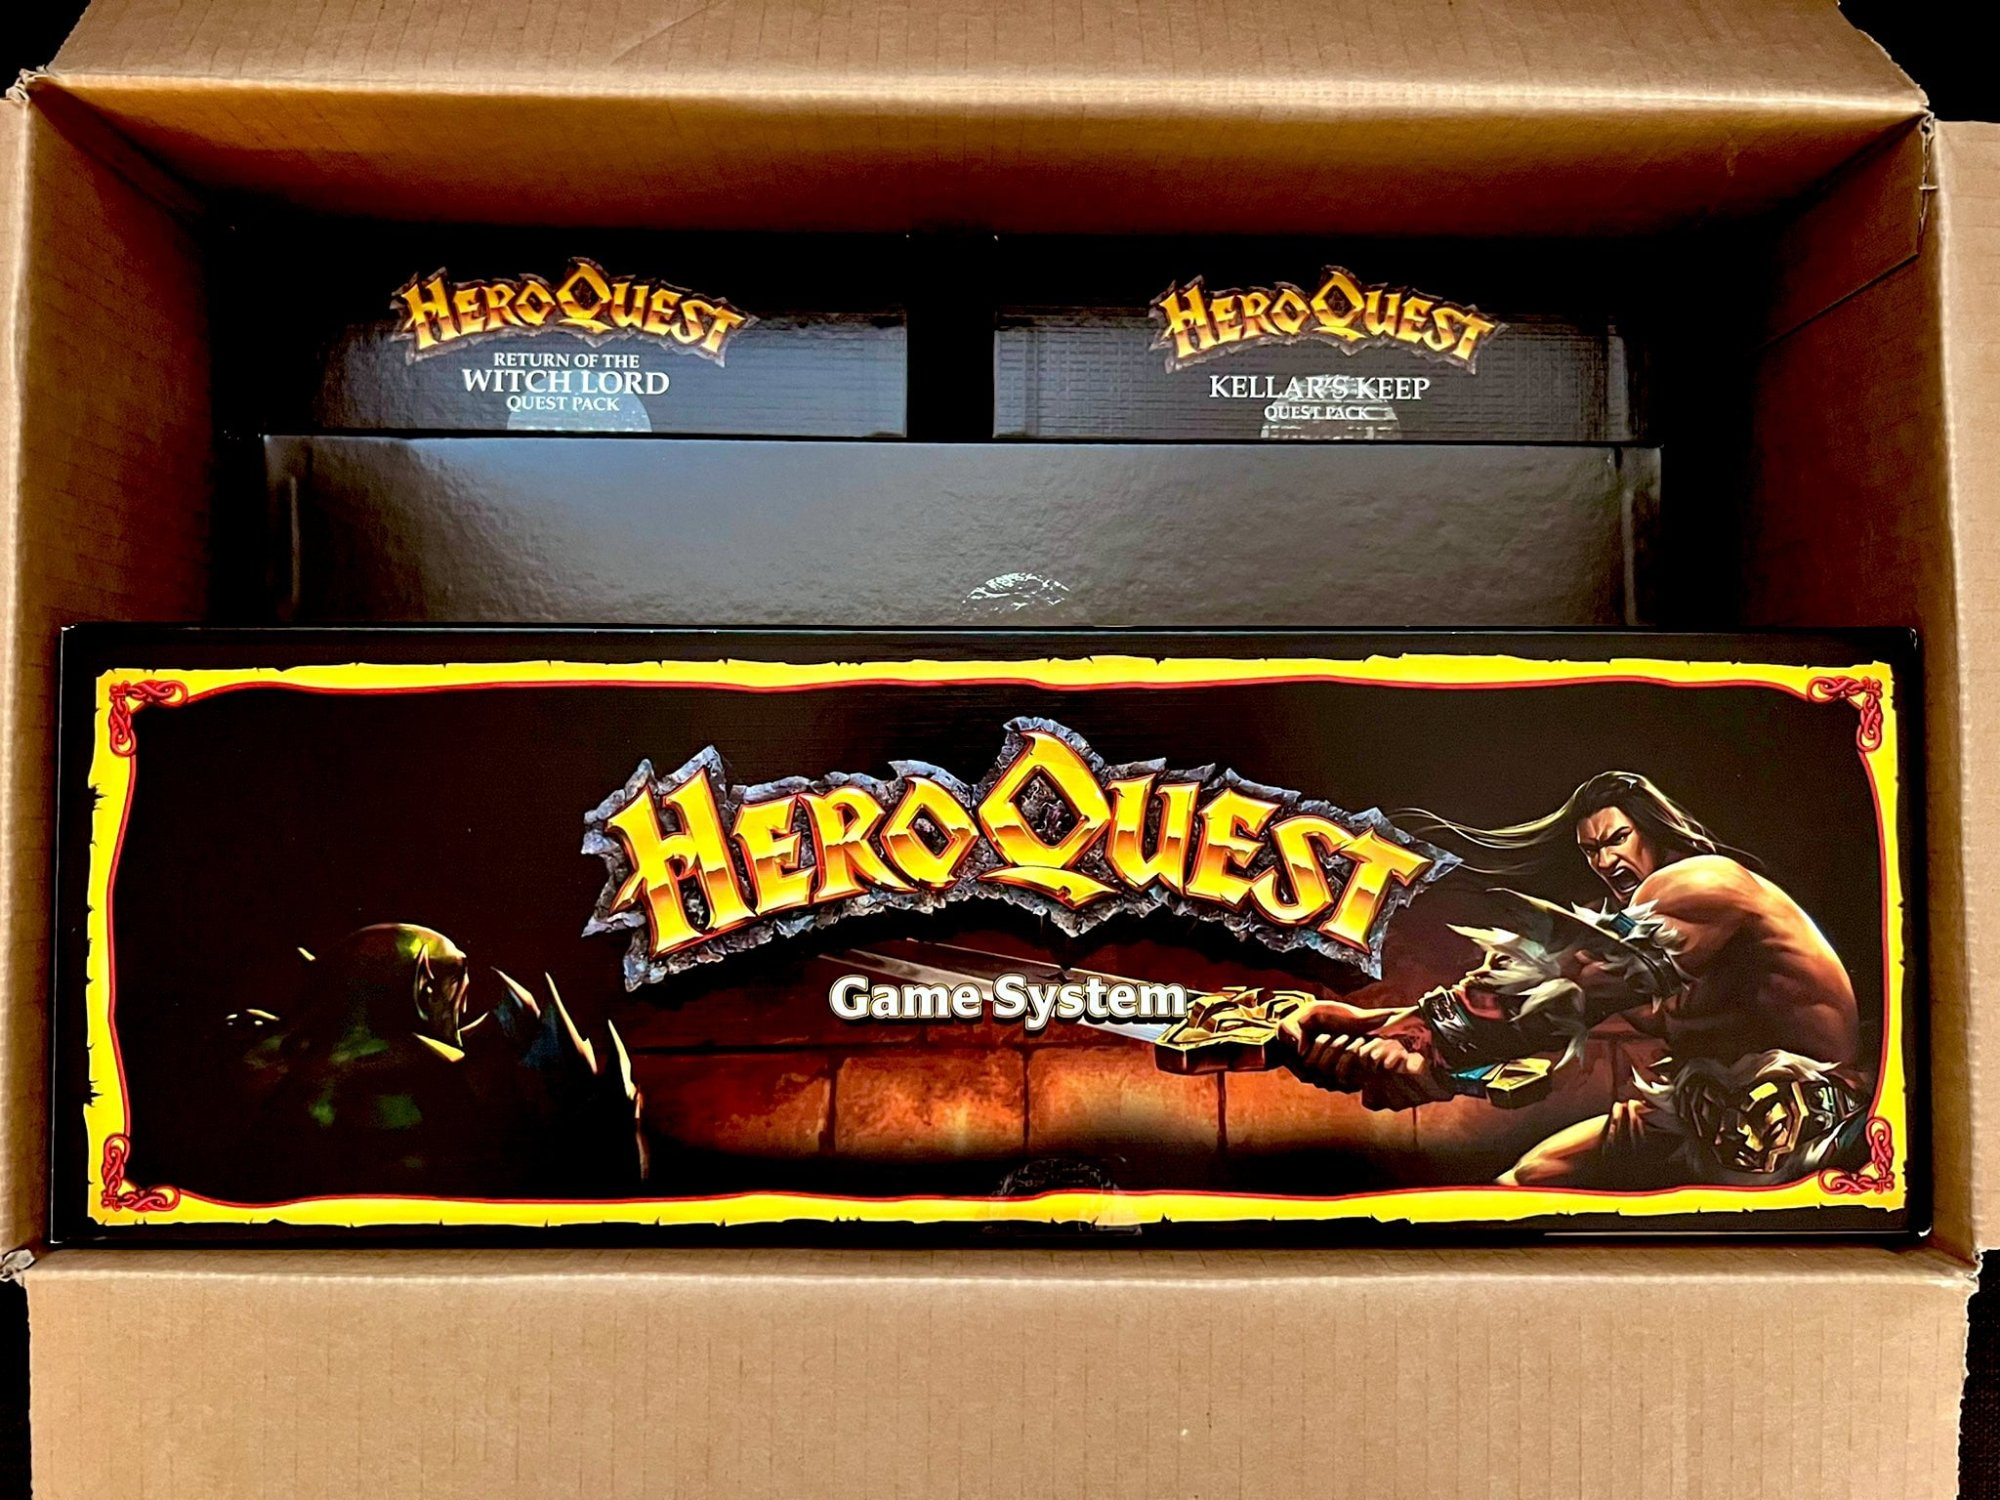 HEROQUEST
RETURN OF THE
WITCH LORD
QUEST PACK
HEROQUEST
KELLAR'S KEEP
QUEST PACK
HEROQUEST
Game System